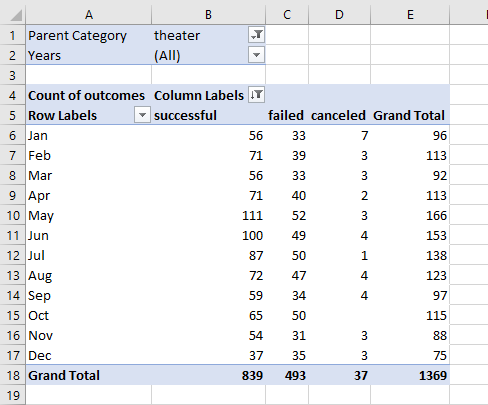 A B C D E
1 Parent Category theater
2 Years (All)
3
4 Count of outcomes Column Labels
5 Row Labels successful failed canceled Grand Total
6 Jan 56 33 7 96
7 Feb 71 39 3 113
8 Mar 56 33 3 92
9 Apr 71 40 2 113
10 May 111 52 3 166
11 Jun 100 49 4 153
12 Jul 87 50 1 138
13 Aug 72 47 4 123
14 Sep 59 34 4 97
15 Oct 65 50 115
16 Nov 54 31 3 88
17 Dec 37 35 3 75
18 Grand Total 839 493 37 1369
19